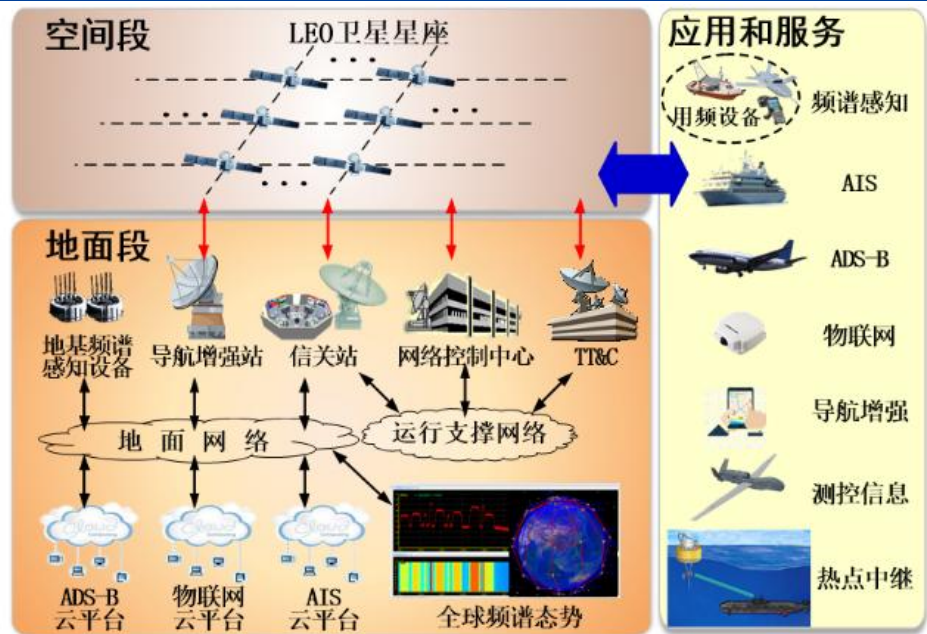 空间段
LEO卫星星座
应用和服务
用频设备
频谱感知
AIS
ADS-B
物联网
导航增强
测控信息
热点中继
地面段
地基频谱
感知设备
导航增强站
信关站
网络控制中心
TT&C
地面网络
运行支撑网络
Cloud
Cloud
Cloud
ADS-B
云平台
物联网
云平台
AIS
云平台
全球频谱态势